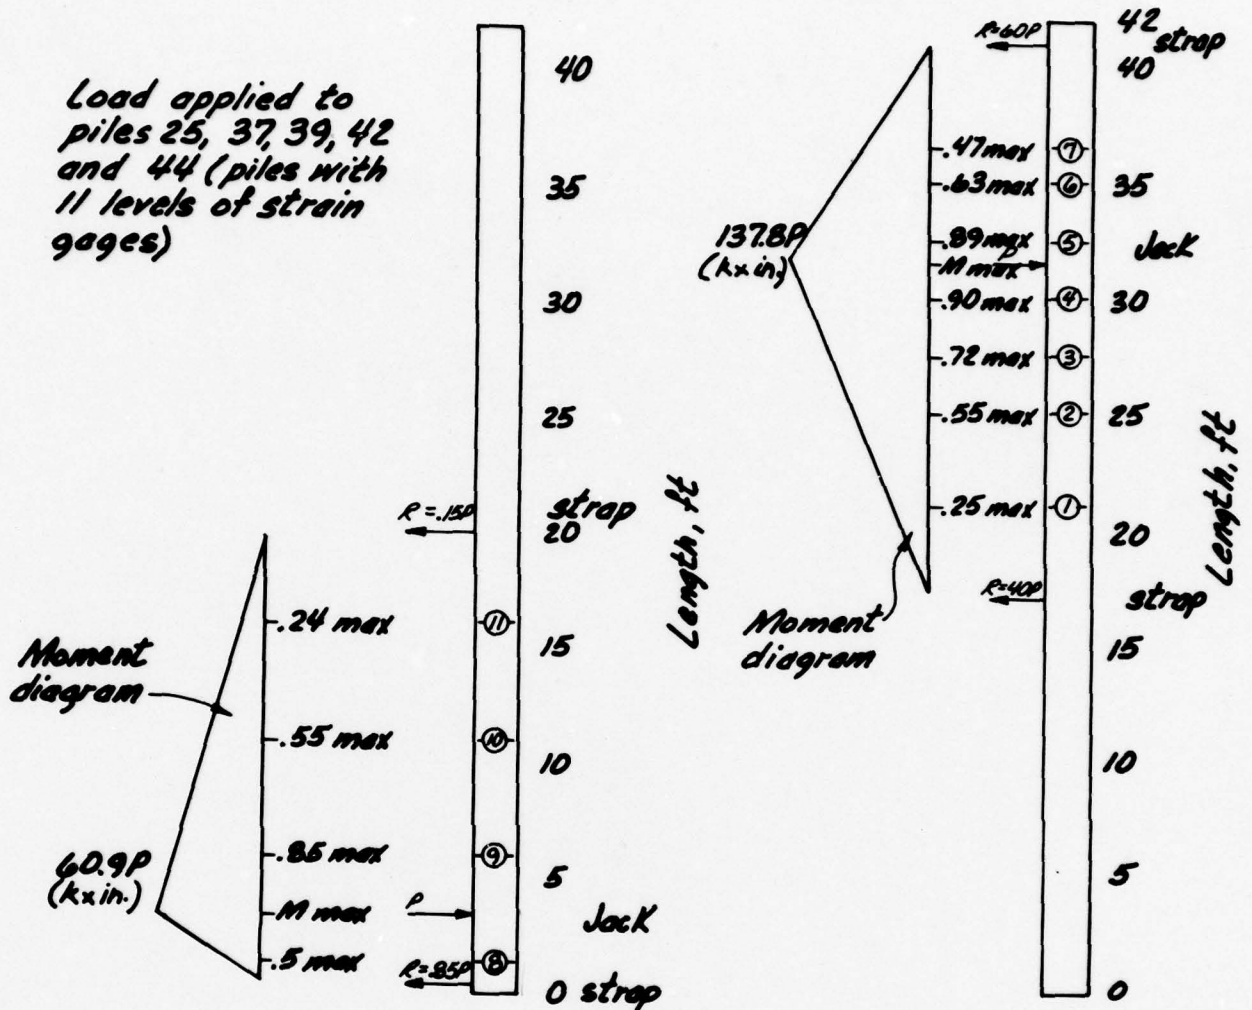 Load applied to
piles 25, 37, 39, 42
and 44 (piles with
11 levels of strain
gages)
40
35
30
25
strap
R=.15P
20
.24 max
⑪
15
Moment
diagram
.55 max
⑩
10
.85 max
⑨
5
60.9P
(kxin.)
M max
P
Jack
.5 max
⑧
R=.85P
0 strap
Length, ft
R=60P
42
strap
40
.47 max
⑦
.63 max
⑥
35
137.8P
(kxin.)
.89 max
⑤
Jack
P
M max
.90 max
④
30
.72 max
③
.55 max
②
25
.25 max
①
20
R=40P
strap
Moment
diagram
15
10
5
0
Length, ft